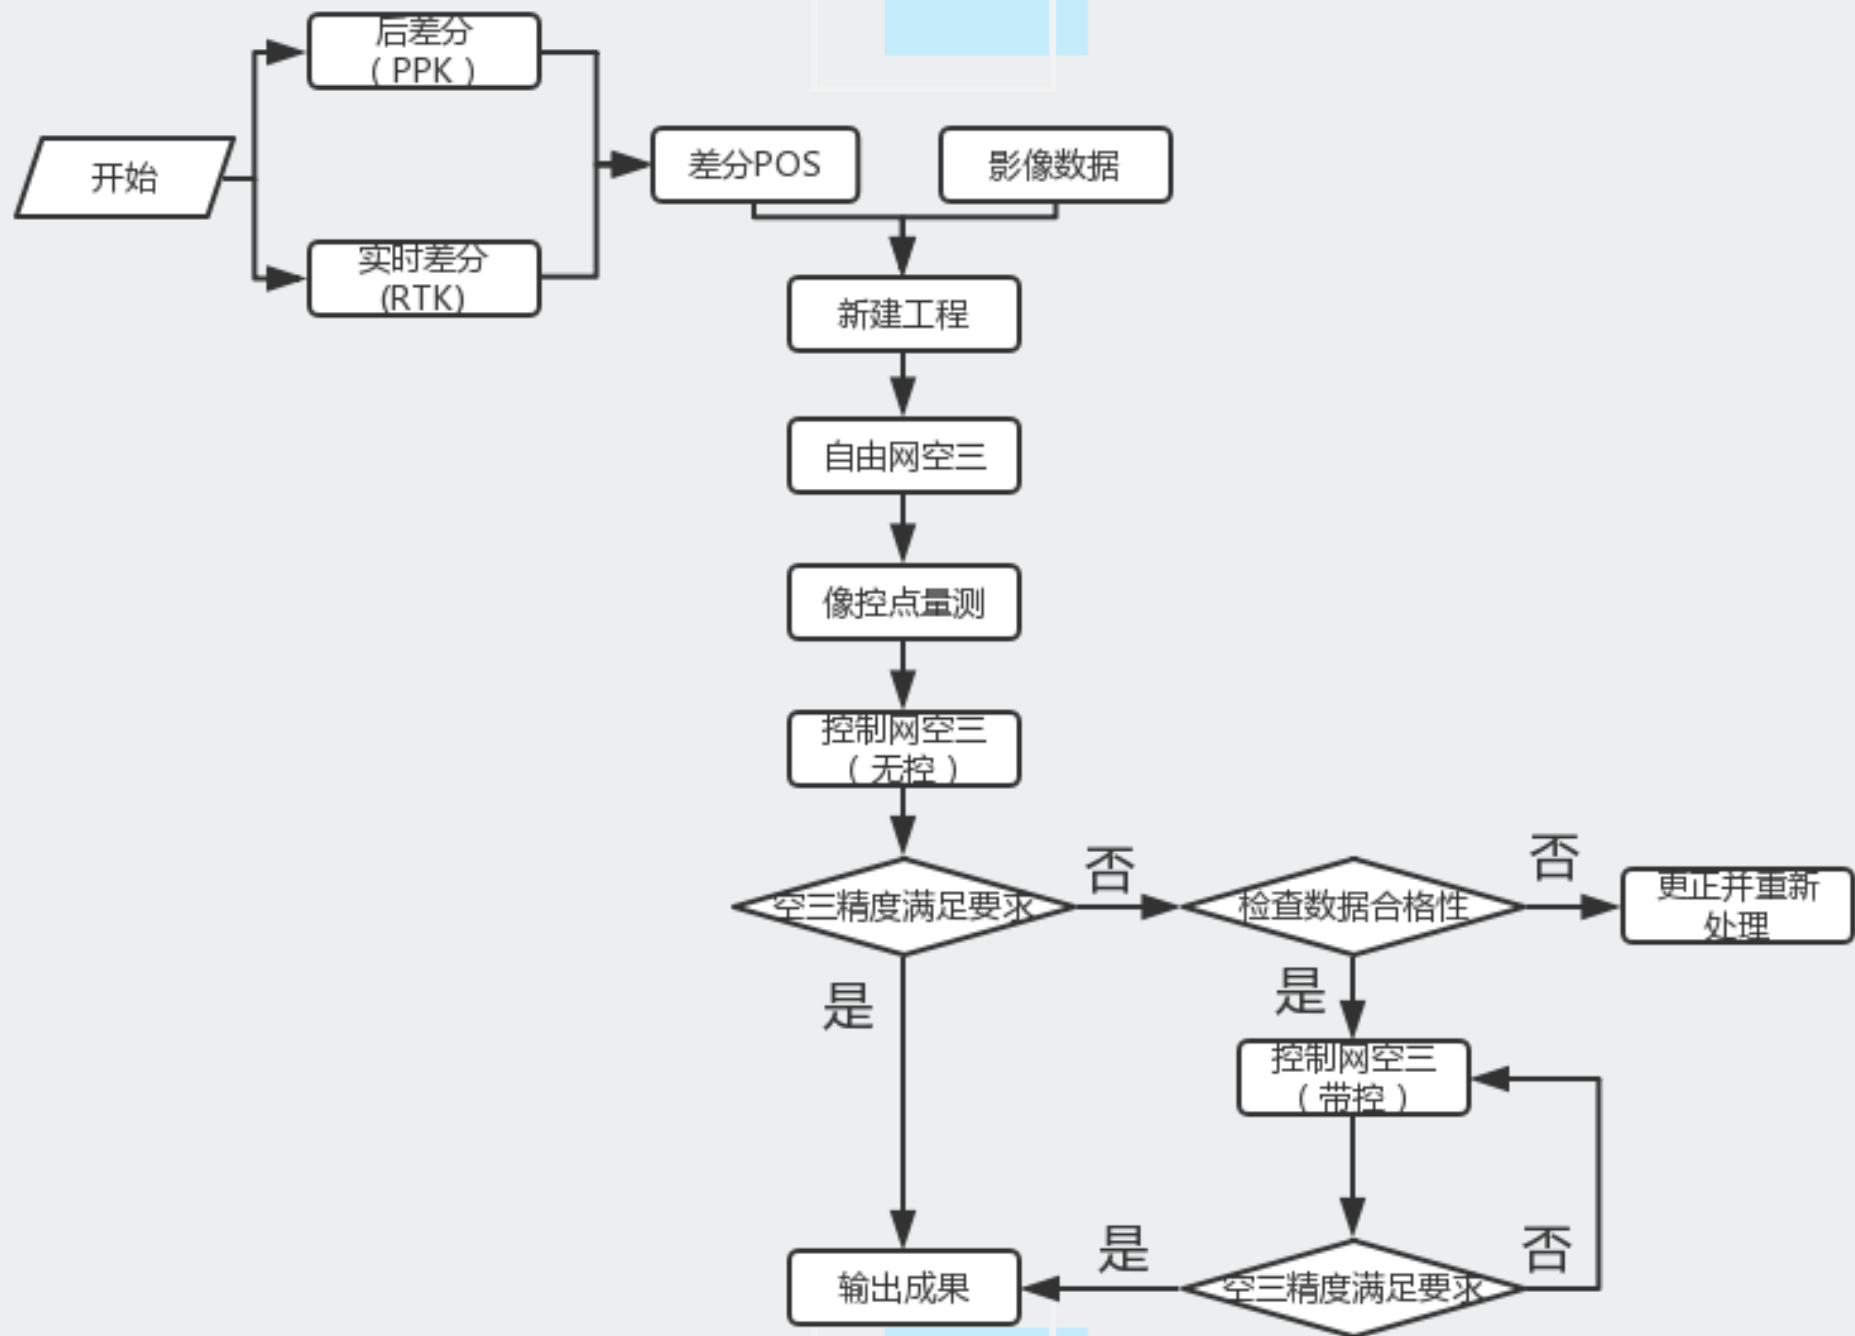 后差分
（PPK）
开始
实时差分
(RTK)
差分POS
影像数据
新建工程
自由网空三
像控点量测
控制网空三
（无控）
空三精度满足要求
否
检查数据合格性
否
更正并重新
处理
是
是
控制网空三
（带控）
输出成果
是
空三精度满足要求
否